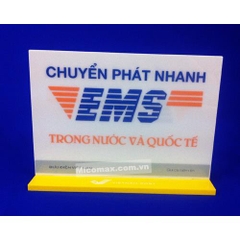 CHUYỂN PHÁT NHANH
EMS
TRONG NƯỚC VÀ QUỐC TẾ
Micomax.com.vn